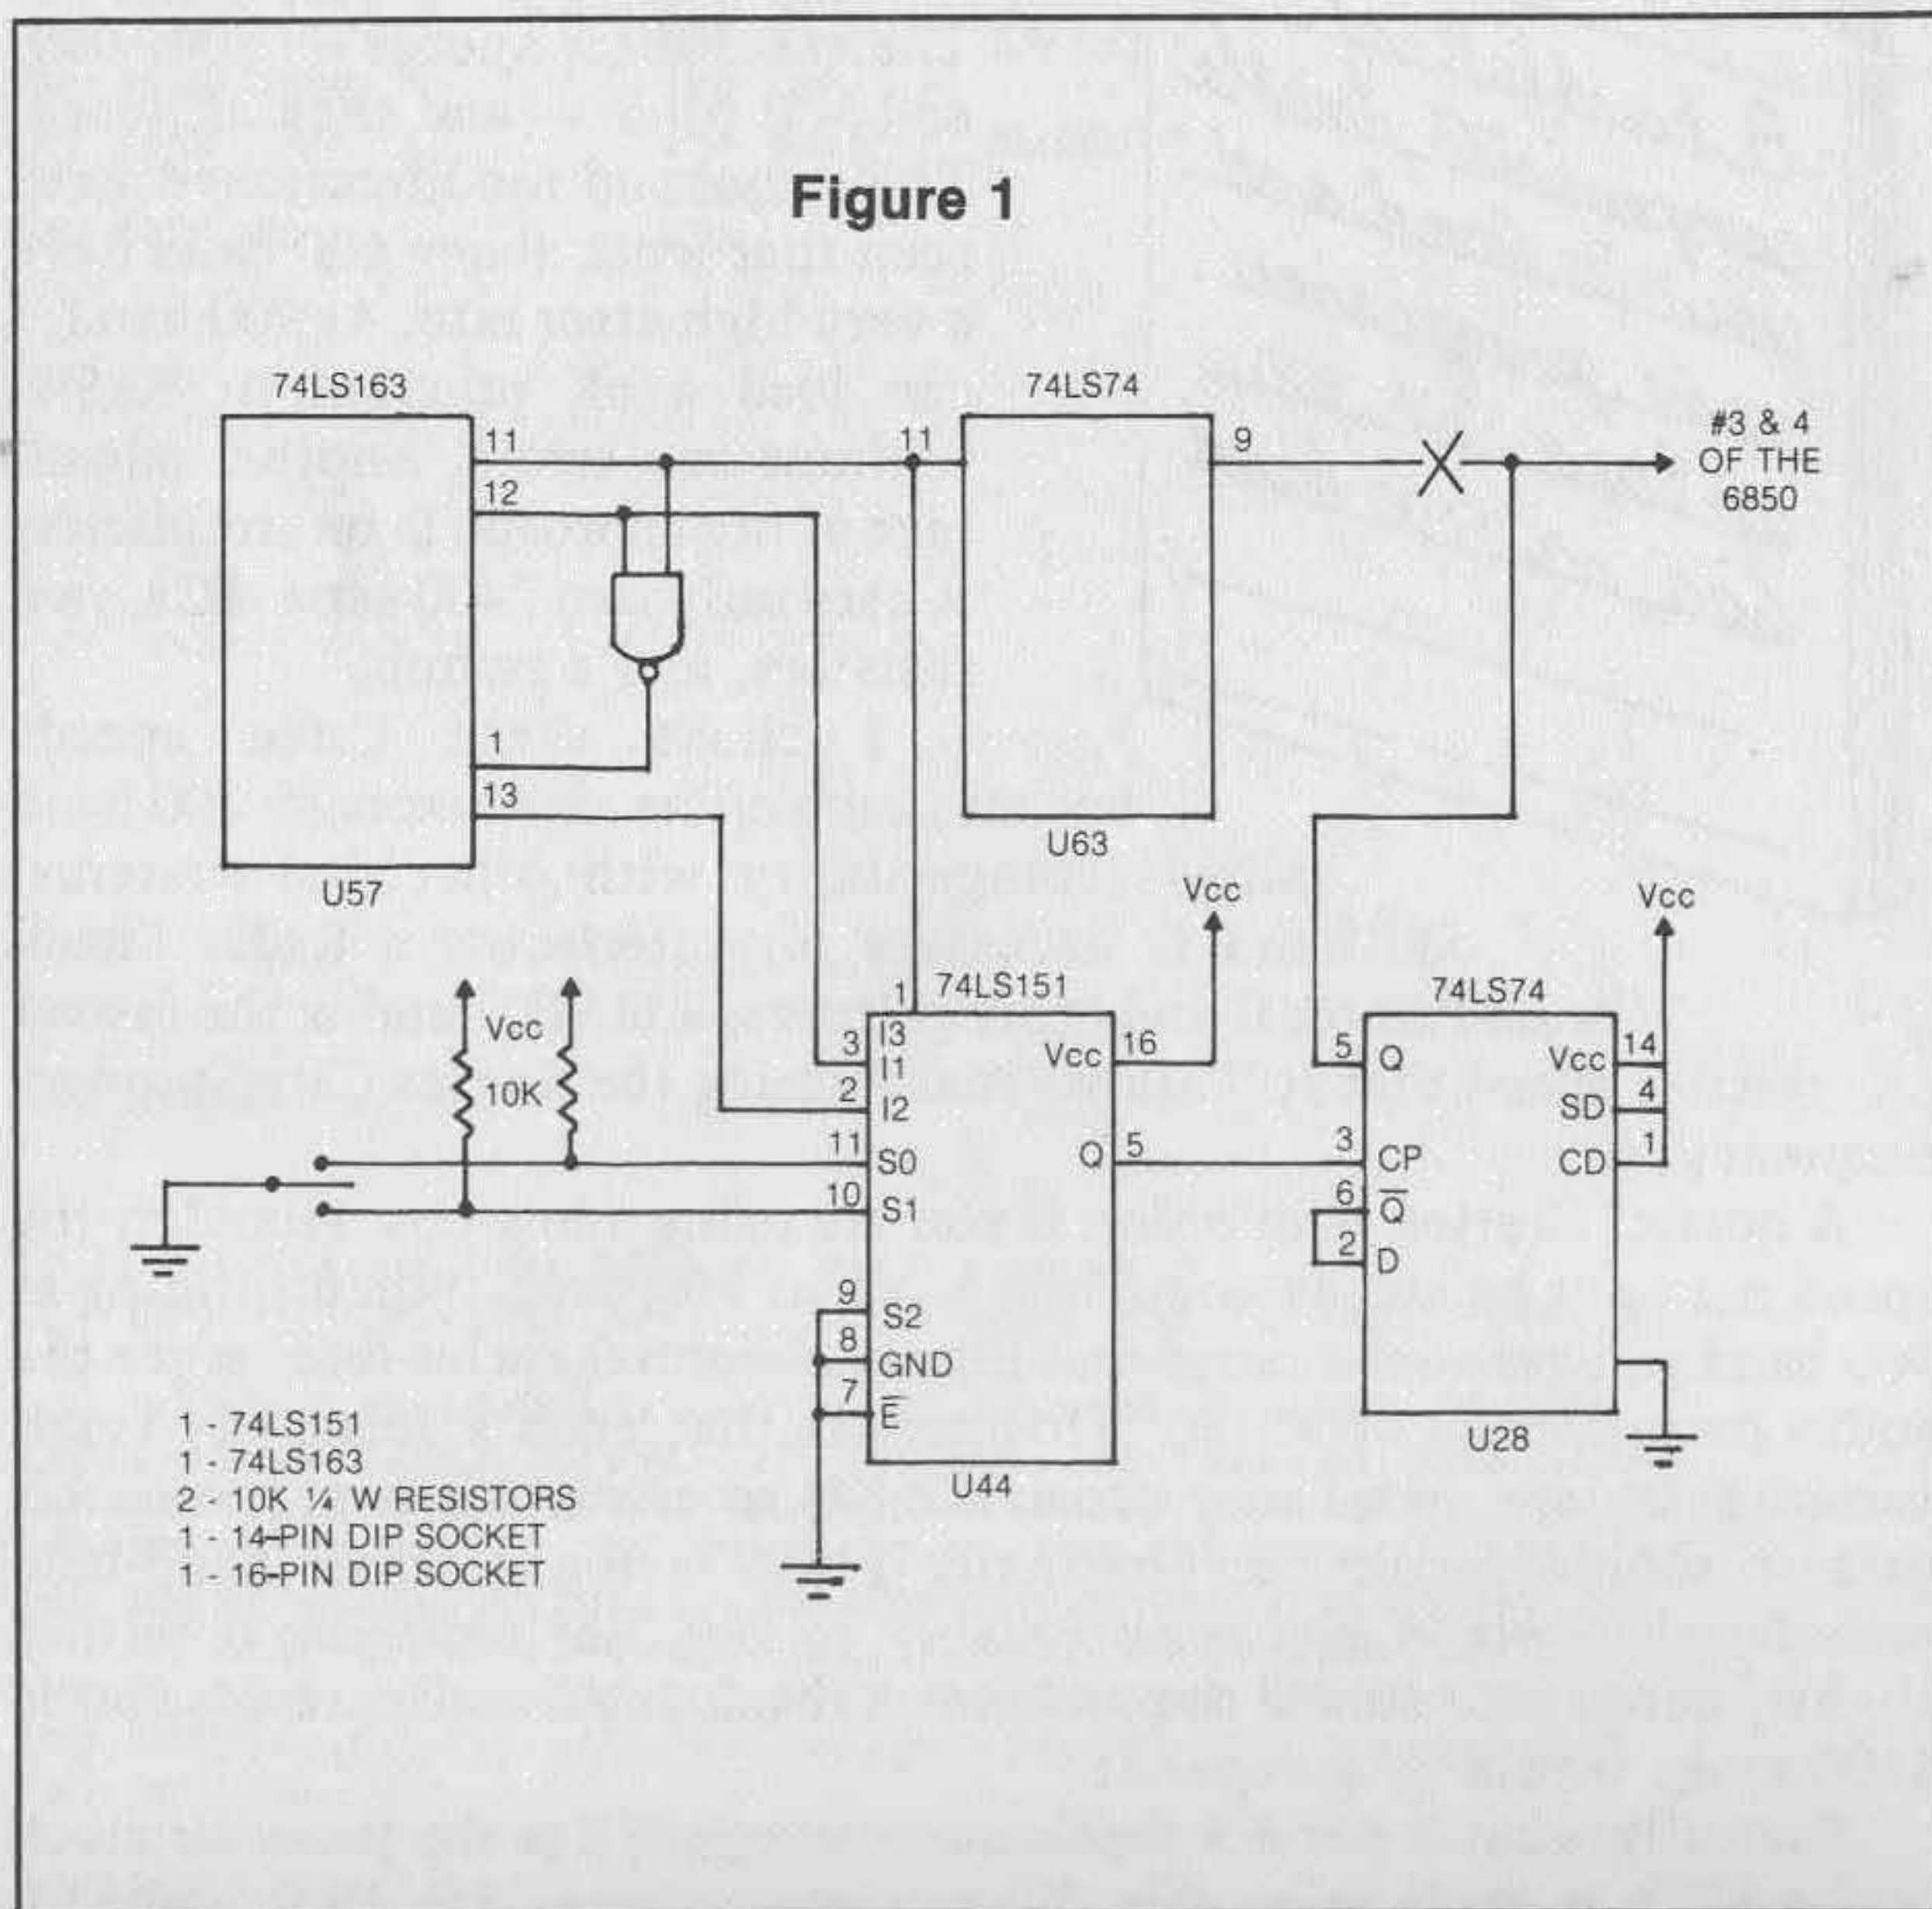 Figure 1
74LS163
11
12
1
13
U57
74LS74
11
9
U63
#3 & 4
OF THE
6850
Vcc
10K
74LS151
1
I3
3
I1
2
I2
11
S0
10
S1
9
S2
8
GND
7
E̅
Vcc
16
Vcc
Q
5
U44
74LS74
5
Q
3
CP
6
Q̅
2
D
Vcc
Vcc
14
SD
4
CD
1
U28
1 - 74LS151
1 - 74LS163
2 - 10K ¼ W RESISTORS
1 - 14-PIN DIP SOCKET
1 - 16-PIN DIP SOCKET